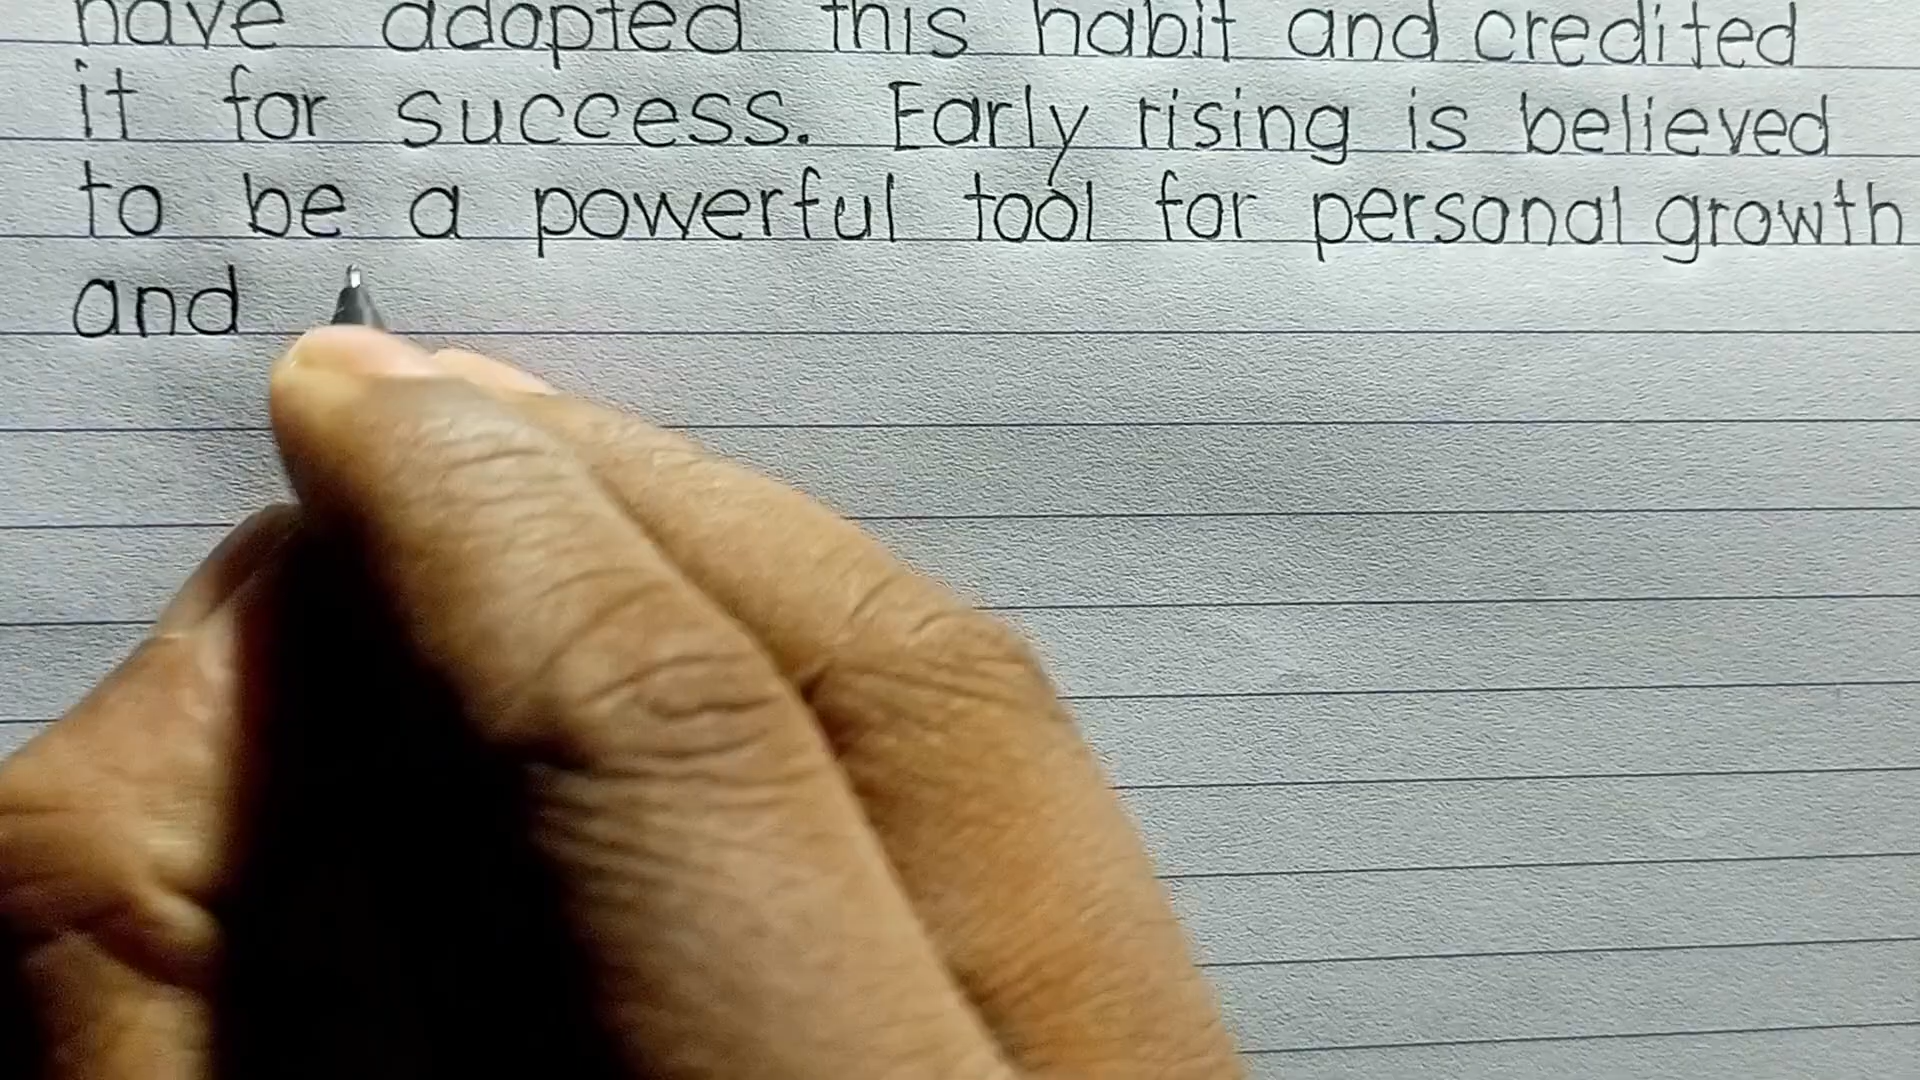 have adopted this habit and credited
it for success. Early rising is believed
to be a powerful tool for personal growth
and